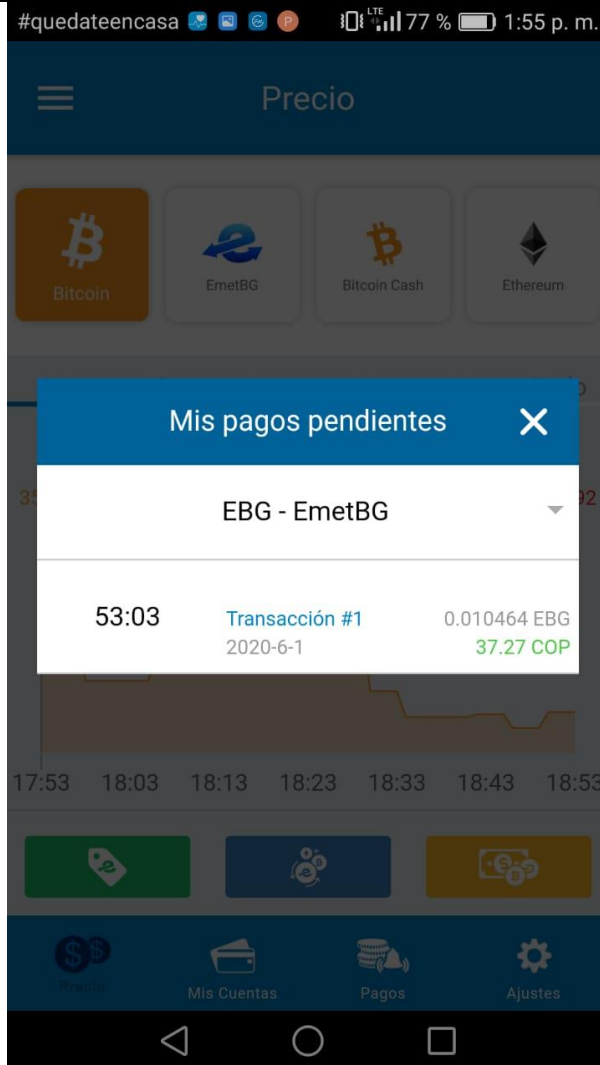 #quedateencasa LTE 77 % 1:55 p. m.
Precio
Bitcoin EmetBG Bitcoin Cash Ethereum
Mis pagos pendientes
EBG - EmetBG
53:03 Transacción #1 0.010464 EBG
2020-6-1 37.27 COP
17:53 18:03 18:13 18:23 18:33 18:43 18:53
Precio Mis Cuentas Pagos Ajustes